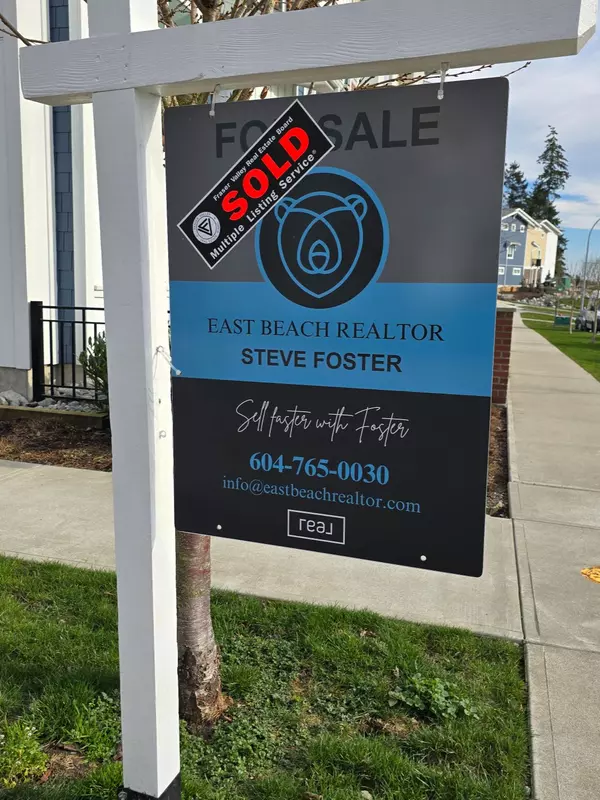 FOR SALE
Fraser Valley Real Estate Board
SOLD
Multiple Listing Service®
EAST BEACH REALTOR
STEVE FOSTER
Sell faster with Foster
604-765-0030
info@eastbeachrealtor.com
real